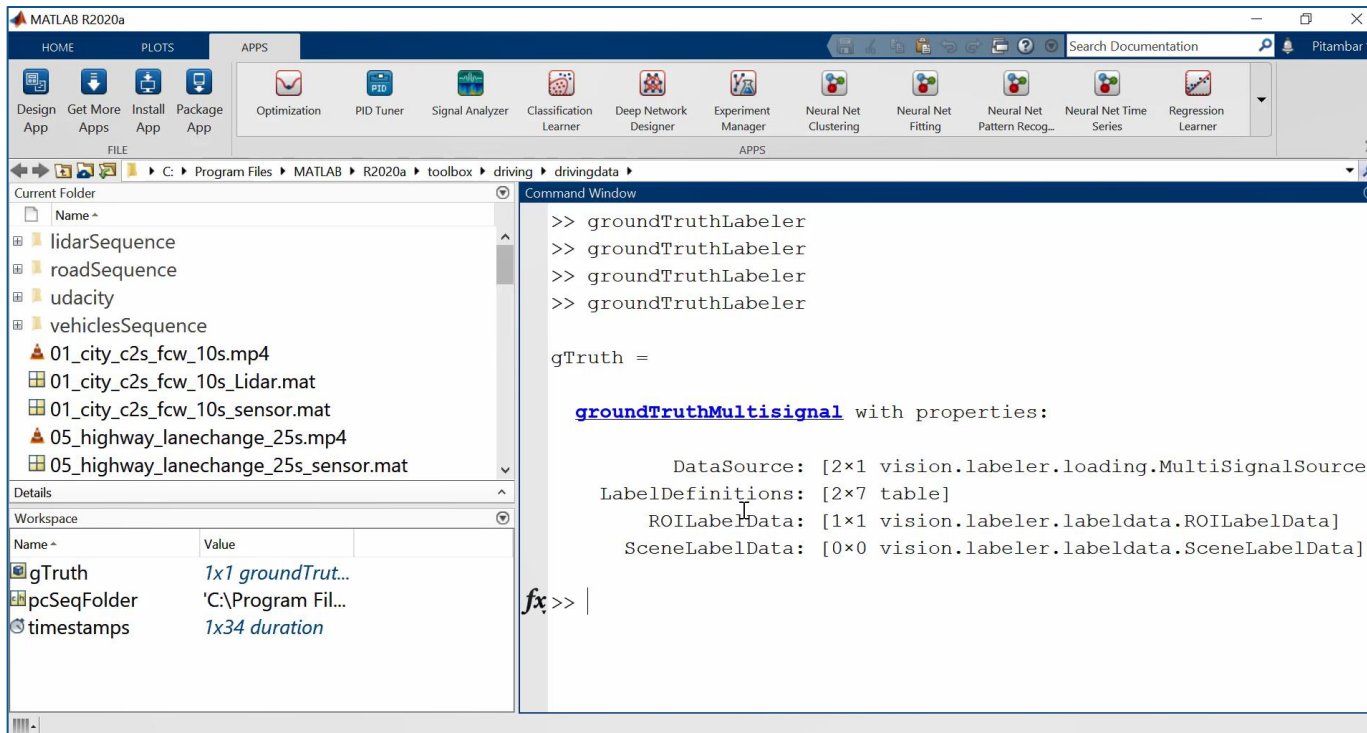 MATLAB R2020a
HOME PLOTS APPS
Search Documentation
Pitambar
Design App
Get More Apps
Install App
Package App
Optimization
PID Tuner
Signal Analyzer
Classification Learner
Deep Network Designer
Experiment Manager
Neural Net Clustering
Neural Net Fitting
Neural Net Pattern Recog...
Neural Net Time Series
Regression Learner
FILE
APPS
C: Program Files MATLAB R2020a toolbox driving drivingdata
Current Folder
Name
lidarSequence
roadSequence
udacity
vehiclesSequence
01_city_c2s_fcw_10s.mp4
01_city_c2s_fcw_10s_Lidar.mat
01_city_c2s_fcw_10s_sensor.mat
05_highway_lanechange_25s.mp4
05_highway_lanechange_25s_sensor.mat
Details
Workspace
Name Value
gTruth 1x1 groundTrut...
pcSeqFolder 'C:\Program Fil...
timestamps 1x34 duration
Command Window
>> groundTruthLabeler
>> groundTruthLabeler
>> groundTruthLabeler
>> groundTruthLabeler
gTruth =
groundTruthMultisignal with properties:
DataSource: [2×1 vision.labeler.loading.MultiSignalSource
LabelDefinitions: [2×7 table]
ROILabelData: [1×1 vision.labeler.labeldata.ROILabelData]
SceneLabelData: [0×0 vision.labeler.labeldata.SceneLabelData]
fx >>